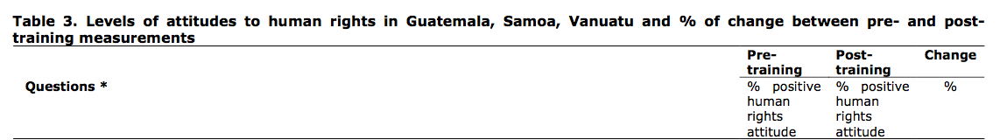 Table 3. Levels of attitudes to human rights in Guatemala, Samoa, Vanuatu and % of change between pre- and post-
training measurements
Questions *
Pre-
training
Post-
training
Change
% positive
human
rights
attitude
% positive
human
rights
attitude
%